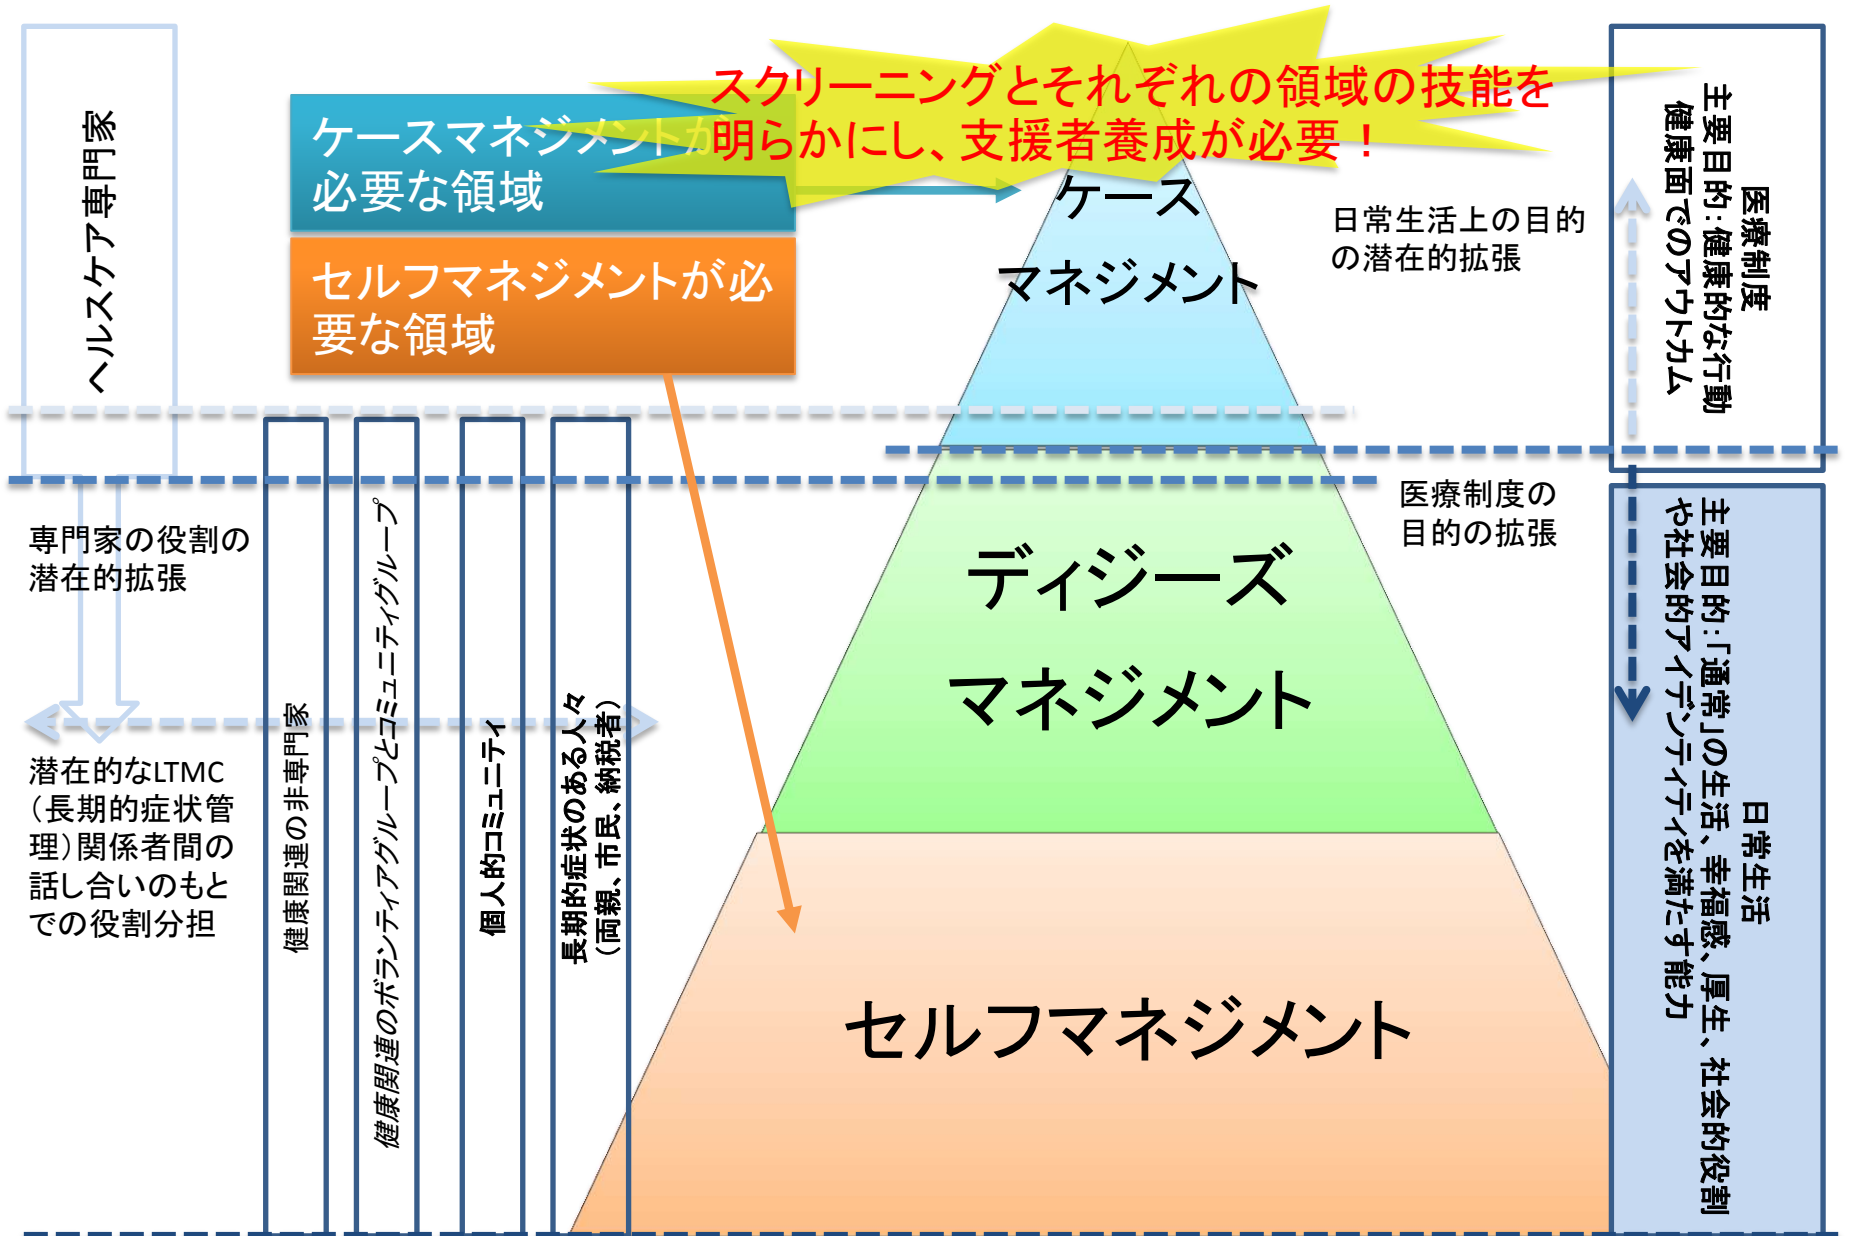 スクリーニングとそれぞれの領域の技能を
明らかにし、支援者養成が必要！
ケースマネジメントが
必要な領域
セルフマネジメントが必
要な領域
ヘルスケア専門家
専門家の役割の
潜在的拡張
潜在的なLTMC
（長期的症状管
理）関係者間の
話し合いのもと
での役割分担
健康関連の非専門家
健康関連のボランティアグループとコミュニティグループ
個人的コミュニティ
長期的症状のある人々
（両親、市民、納税者）
ケース
マネジメント
ディジーズ
マネジメント
セルフマネジメント
日常生活上の目的
の潜在的拡張
医療制度の
目的の拡張
医療制度
主要目的：健康的な行動
健康面でのアウトカム
日常生活
主要目的：「通常」の生活、幸福感、厚生、社会的役割
や社会的アイデンティティを満たす能力